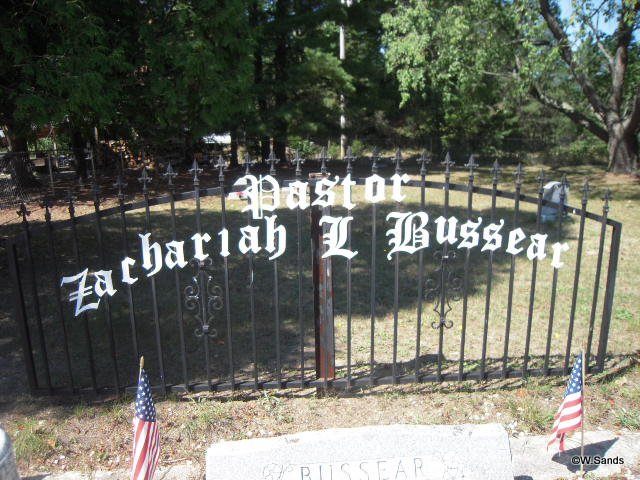 Pastor
Zachariah L Bussear
BUSSEAR
©W.Sands